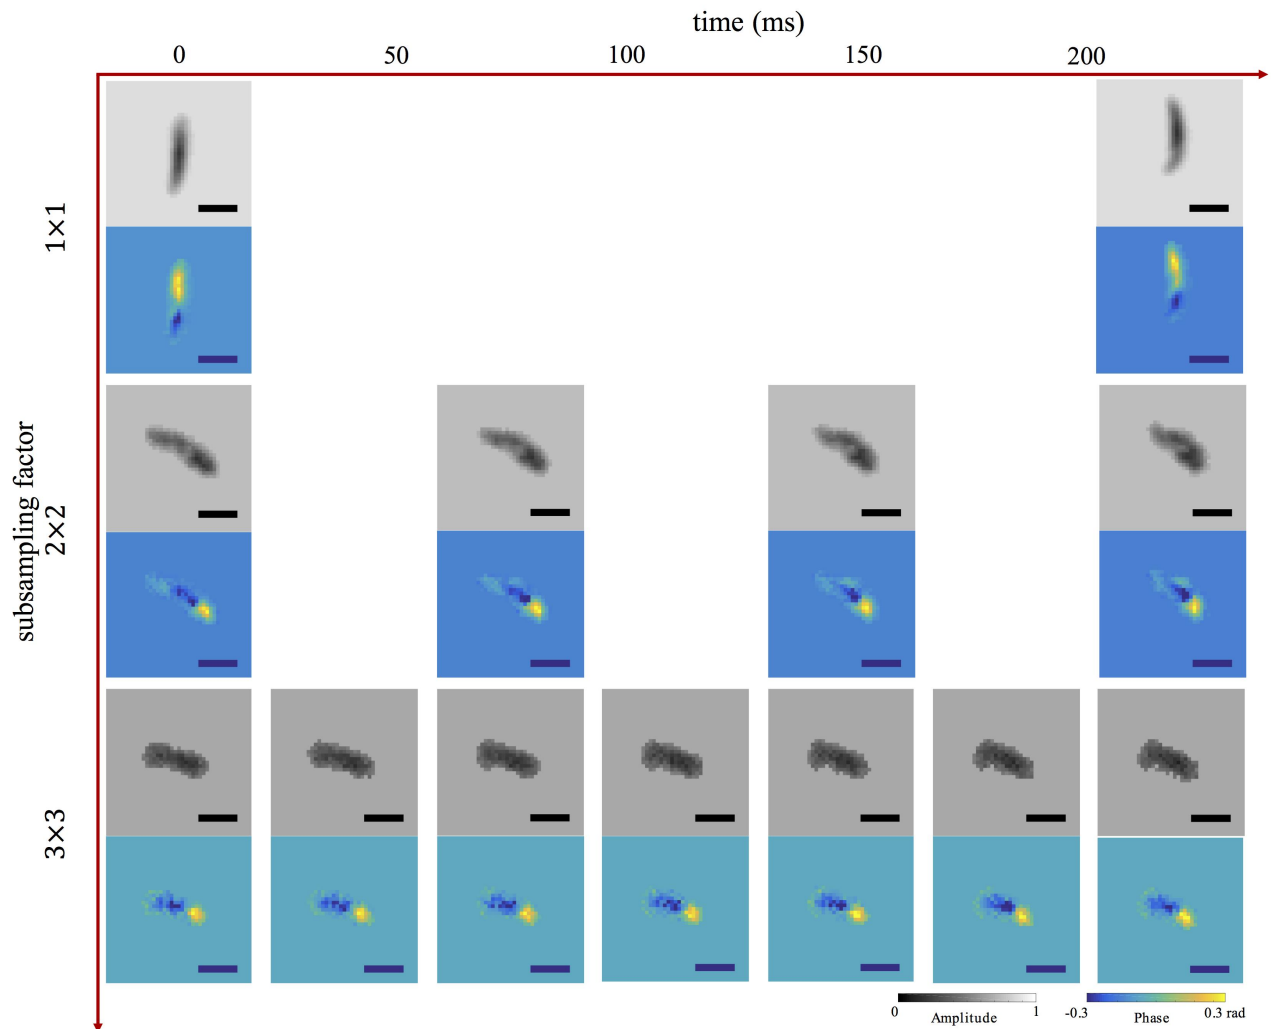 time (ms)
0 50 100 150 200
subsampling factor
1×1
2×2
3×3
0 Amplitude 1
-0.3 Phase 0.3 rad